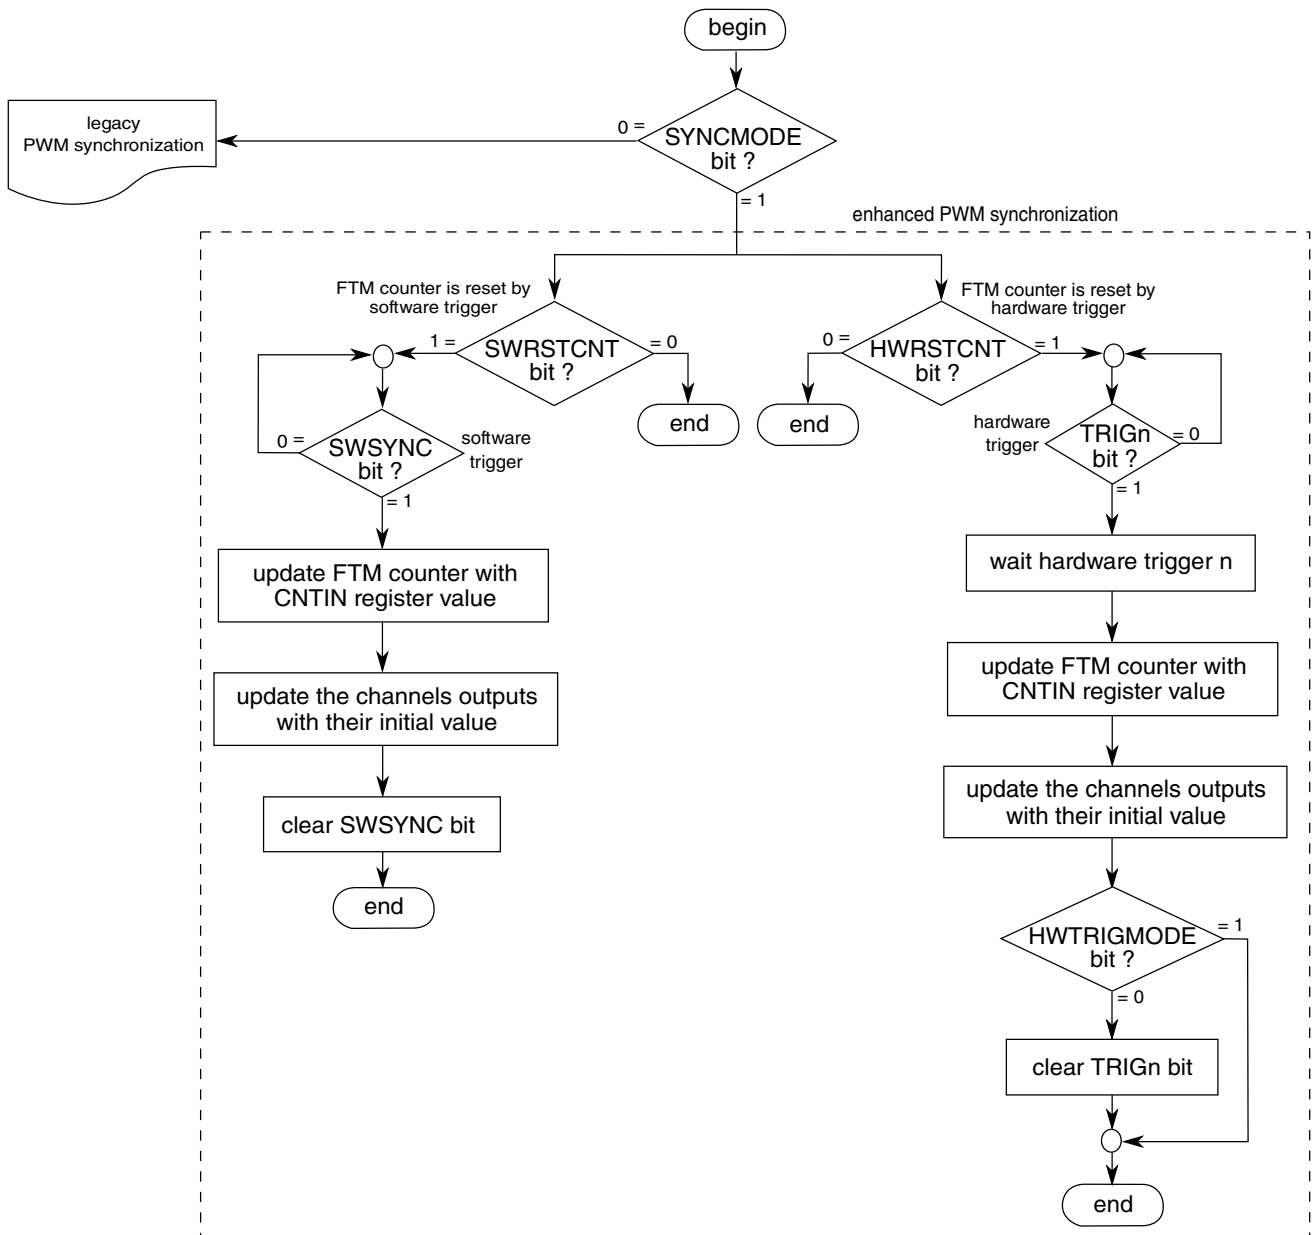 begin
legacy
PWM synchronization
0 =
SYNCMODE
bit ?
= 1
enhanced PWM synchronization
FTM counter is reset by
software trigger
FTM counter is reset by
hardware trigger
1 =
SWRSTCNT
bit ?
= 0
0 =
HWRSTCNT
bit ?
= 1
end
end
0 =
SWSYNC
bit ?
software
trigger
= 1
hardware
trigger
TRIGn
bit ?
= 0
= 1
update FTM counter with
CNTIN register value
wait hardware trigger n
update the channels outputs
with their initial value
update FTM counter with
CNTIN register value
clear SWSYNC bit
update the channels outputs
with their initial value
end
HWTRIGMODE
bit ?
= 1
= 0
clear TRIGn bit
end